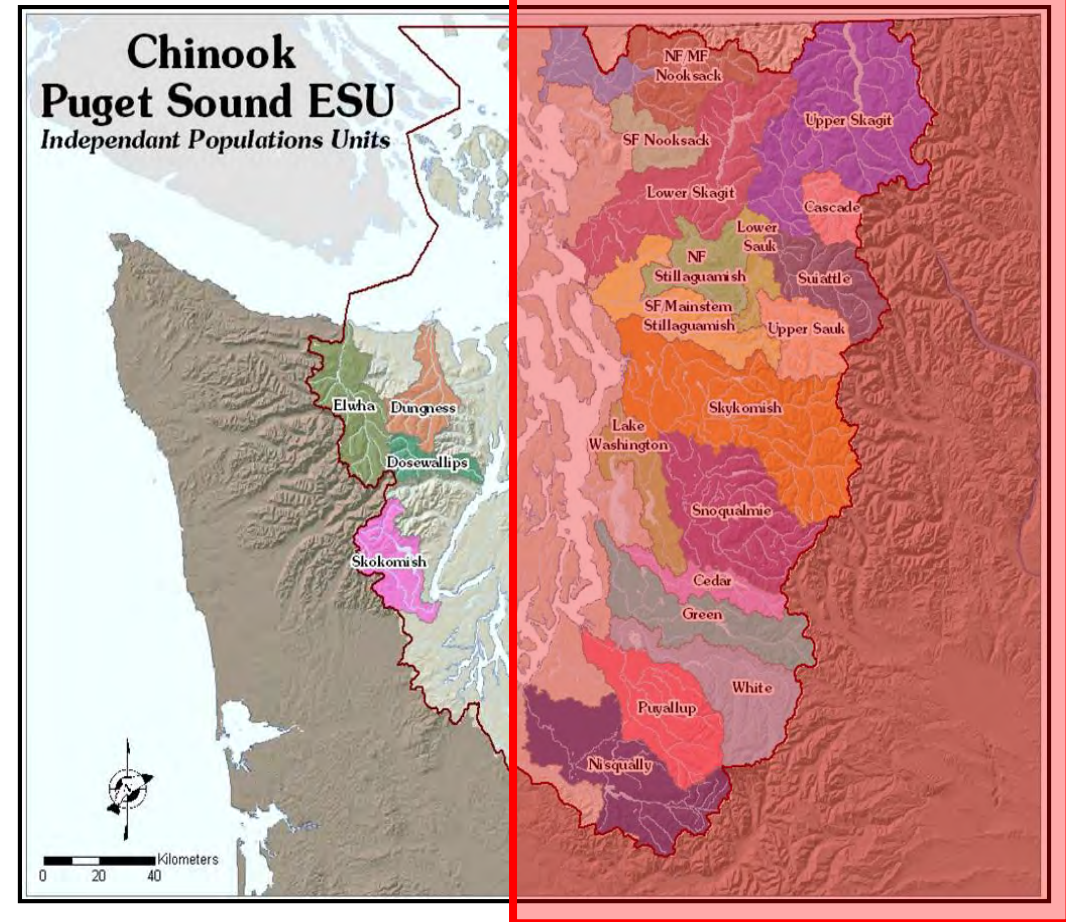 Chinook
Puget Sound ESU
Independant Populations Units
NF/MF
Nooksack
Upper Skagit
SF Nooksack
Lower Skagit
Cascade
Lower
Sauk
NF
Stillaguamish
Suiattle
SF/Mainstem
Stillaguamish
Upper Sauk
Elwha
Dungness
Skykomish
Lake
Washington
Dosewallips
Snoqualmie
Skokomish
Cedar
Green
White
Puyallup
Nisqually
N
Kilometers
0 20 40